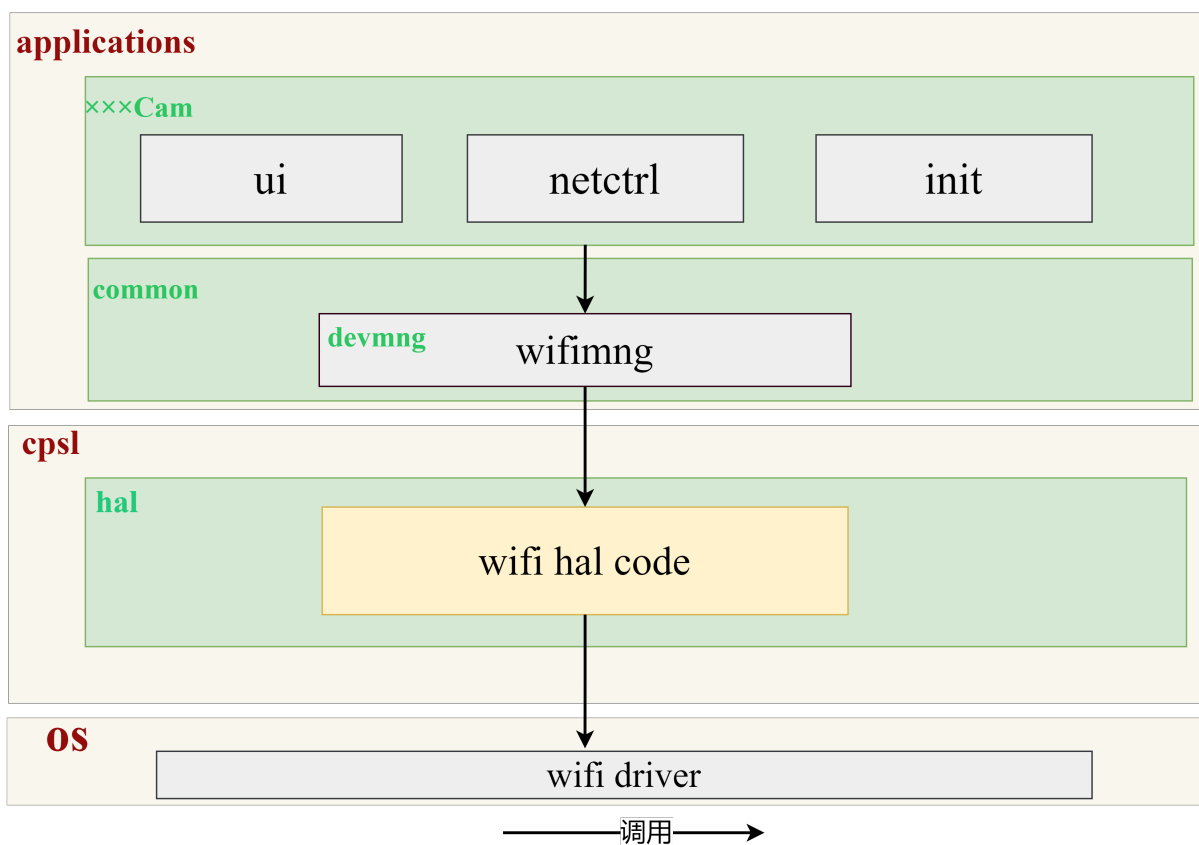 applications
×××Cam
ui
netctrl
init
common
devmng
wifimng
cpsl
hal
wifi hal code
os
wifi driver
调用